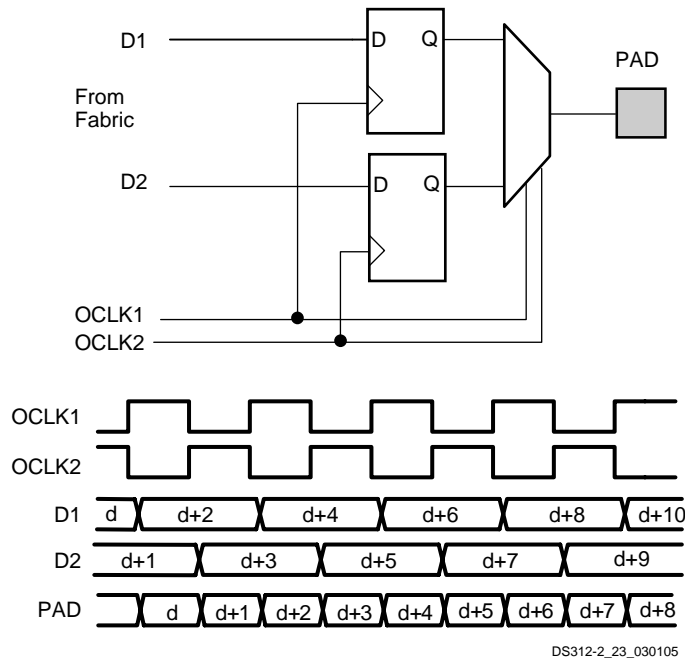 D1
D Q
PAD
From
Fabric
D2
D Q
OCLK1
OCLK2
OCLK1
OCLK2
D1 d d+2 d+4 d+6 d+8 d+10
D2 d+1 d+3 d+5 d+7 d+9
PAD d d+1 d+2 d+3 d+4 d+5 d+6 d+7 d+8
DS312-2_23_030105